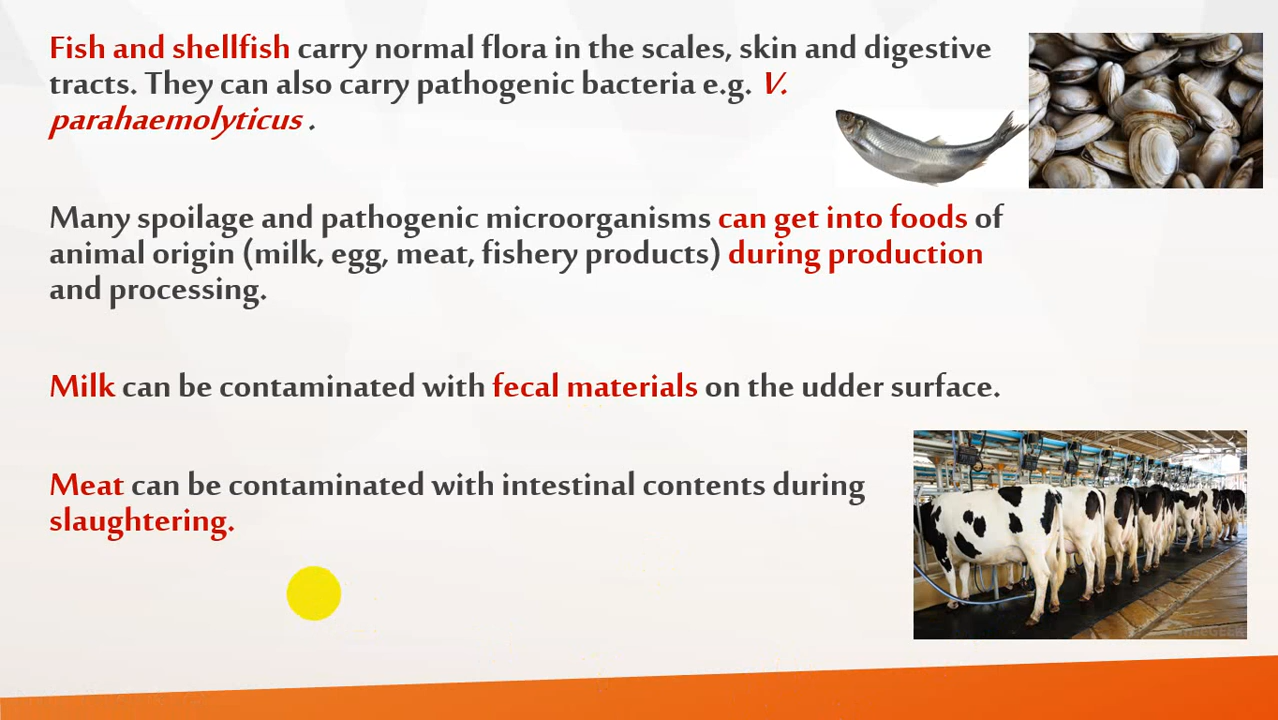 Fish and shellfish carry normal flora in the scales, skin and digestive
tracts. They can also carry pathogenic bacteria e.g. V.
parahaemolyticus .
Many spoilage and pathogenic microorganisms can get into foods of
animal origin (milk, egg, meat, fishery products) during production
and processing.
Milk can be contaminated with fecal materials on the udder surface.
Meat can be contaminated with intestinal contents during
slaughtering.